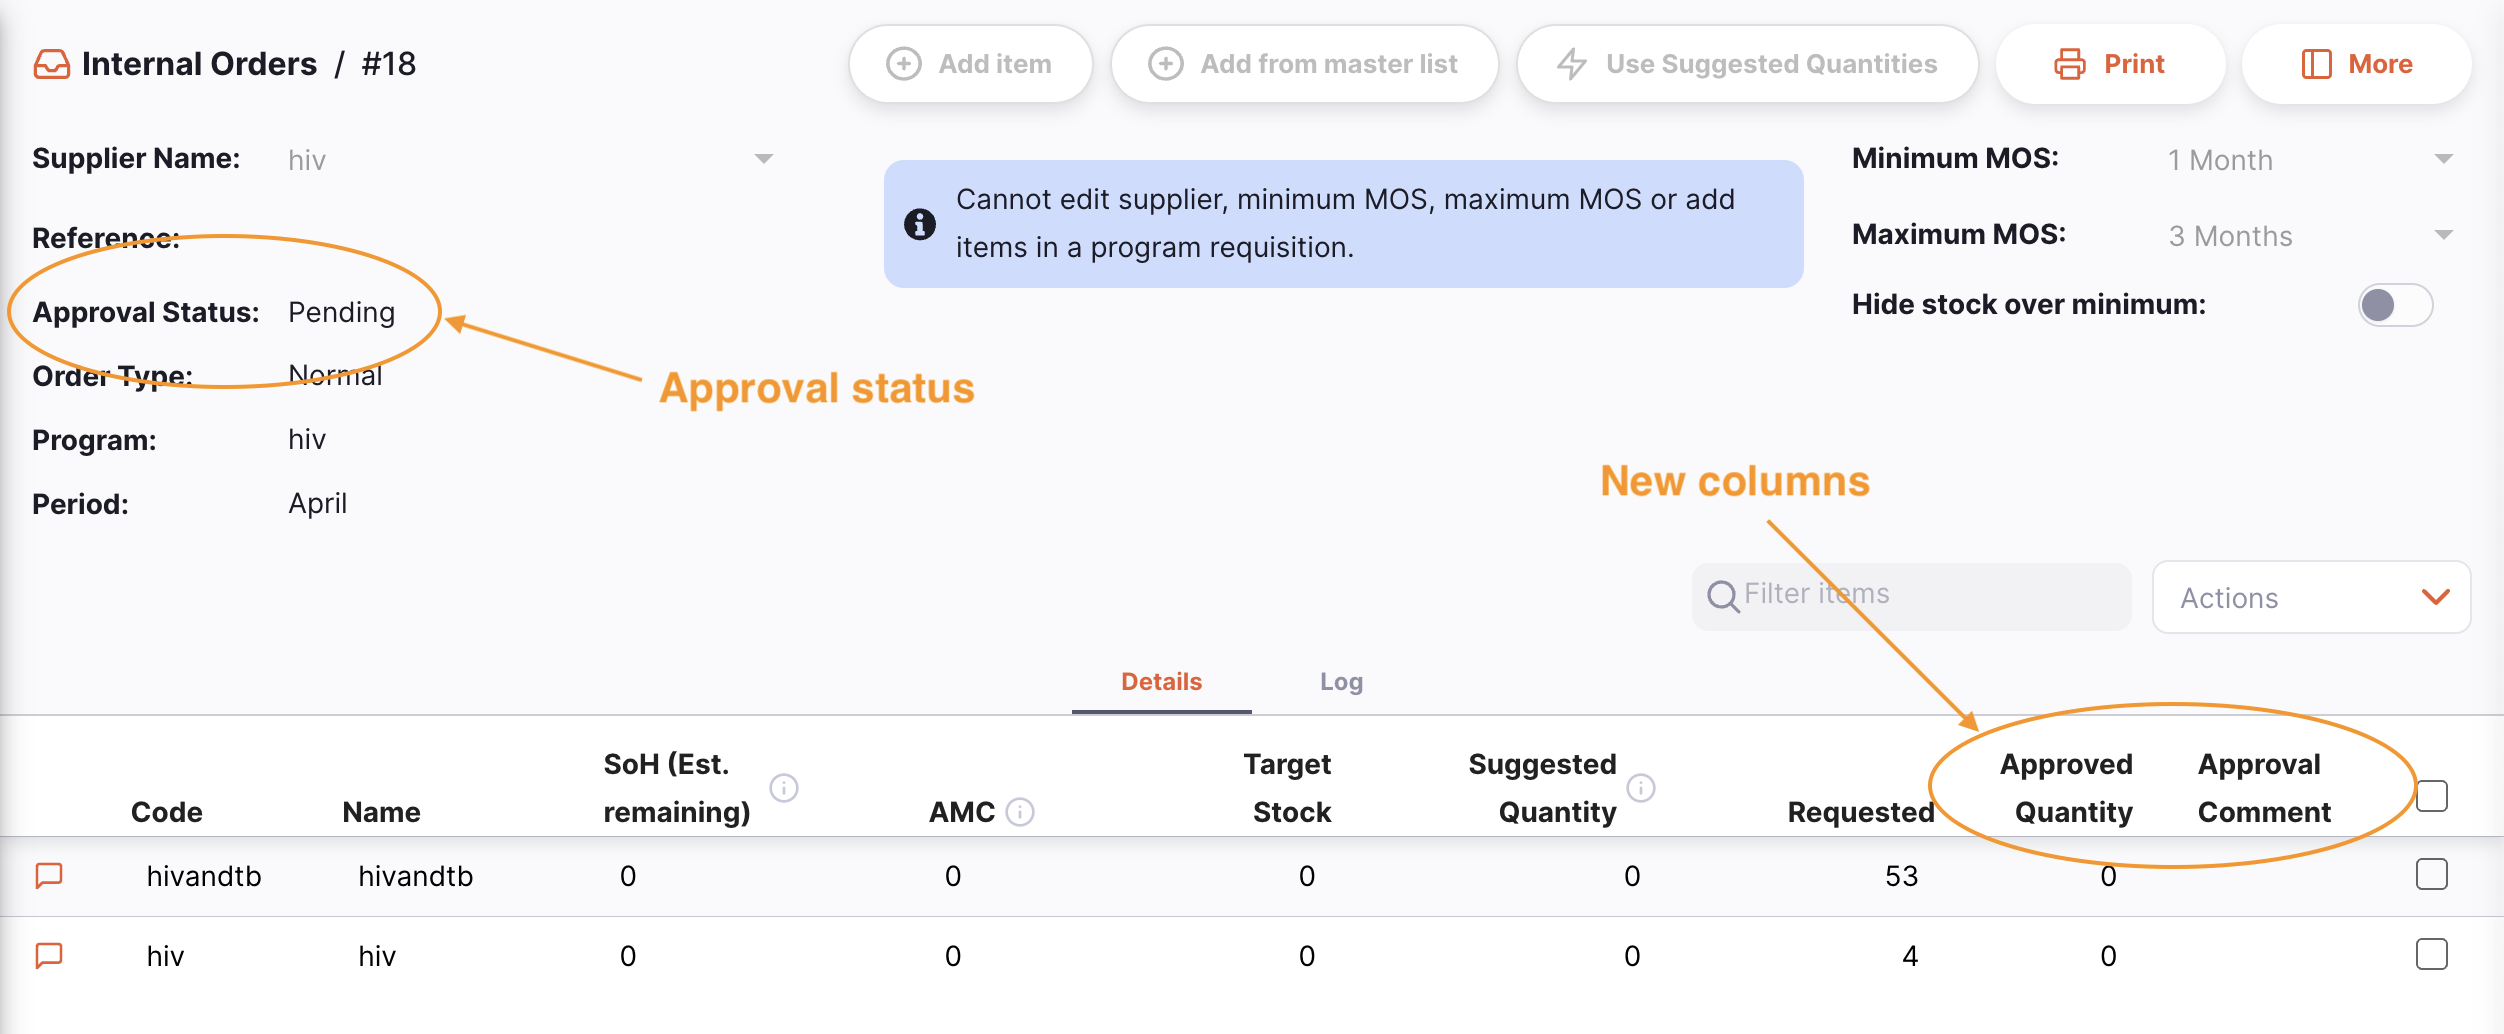 Internal Orders / #18
Add item
Add from master list
Use Suggested Quantities
Print
More
Supplier Name: hiv
Cannot edit supplier, minimum MOS, maximum MOS or add
items in a program requisition.
Minimum MOS: 1 Month
Reference:
Maximum MOS: 3 Months
Approval Status: Pending
Hide stock over minimum:
Approval status
Order Type: Normal
Program: hiv
New columns
Period: April
Filter items
Actions
Details
Log
Code
Name
SoH (Est.
remaining)
AMC
Target
Stock
Suggested
Quantity
Requested
Approved
Quantity
Approval
Comment
hivandtb hivandtb 0 0 0 0 53 0
hiv hiv 0 0 0 0 4 0